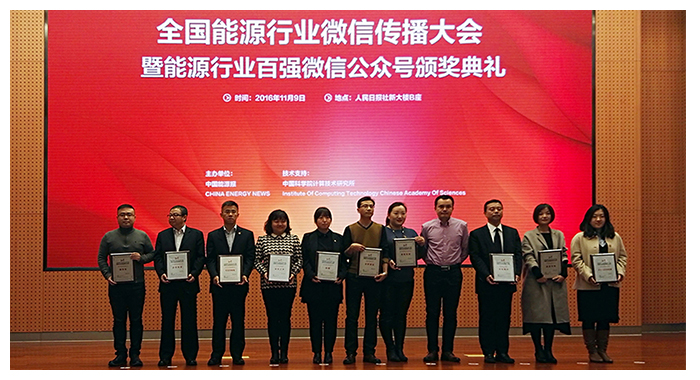 全国能源行业微信传播大会
暨能源行业百强微信公众号颁奖典礼
时间：2016年11月9日 地点：人民日报社新大楼B座
主办单位： 技术支持：
中国能源报 中国科学院计算技术研究所
CHINA ENERGY NEWS Institute Of Computing Technology Chinese Academy Of Sciences